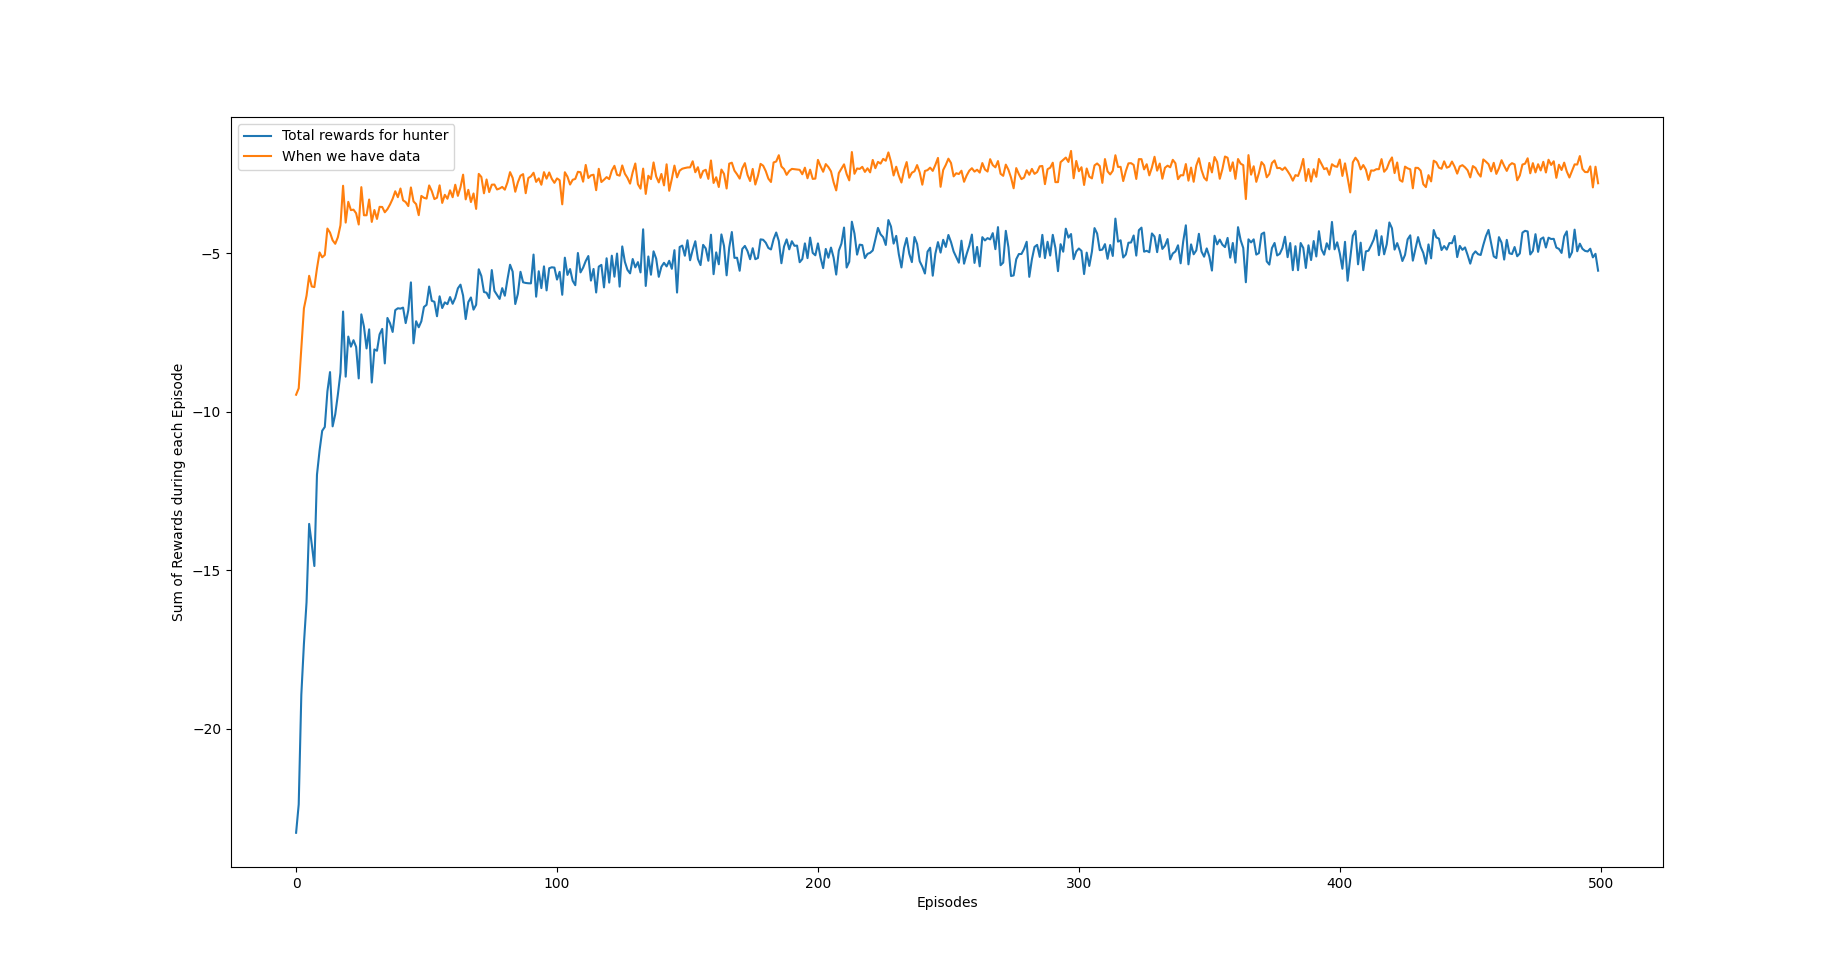 Total rewards for hunter
When we have data
Sum of Rewards during each Episode
−5
−10
−15
−20
0 100 200 300 400 500
Episodes